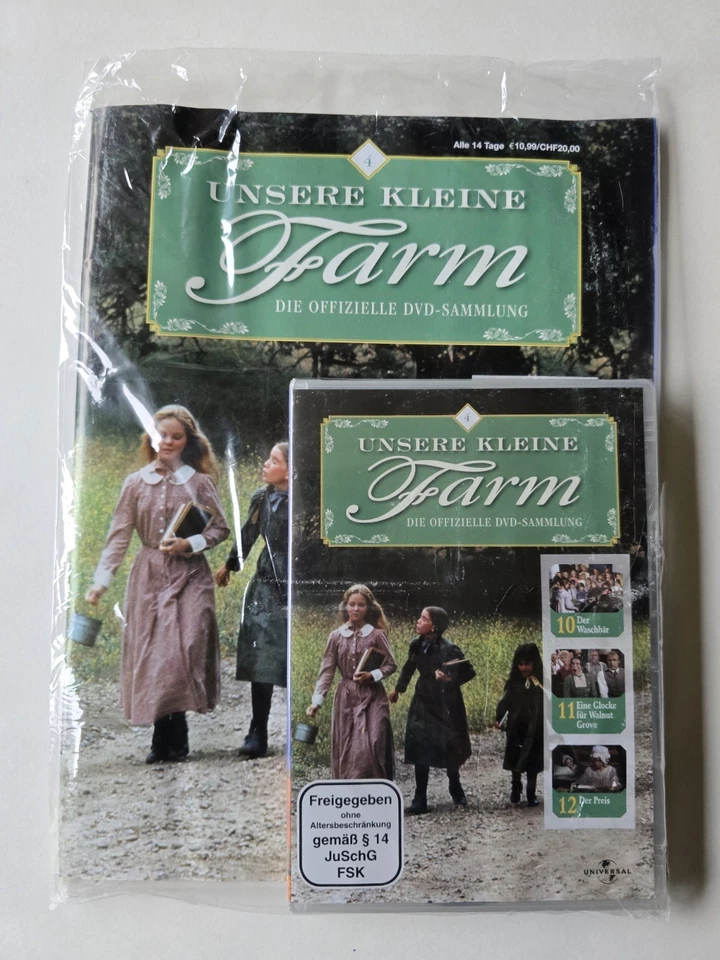 Alle 14 Tage €10,99/CHF20,00
4
UNSERE KLEINE
Farm
DIE OFFIZIELLE DVD-SAMMLUNG
4
UNSERE KLEINE
Farm
DIE OFFIZIELLE DVD-SAMMLUNG
10 Der
Waschbär
11 Eine Glocke
für Walnut
Grove
12 Der Preis
Freigegeben
ohne
Altersbeschränkung
gemäß § 14
JuSchG
FSK
UNIVERSAL